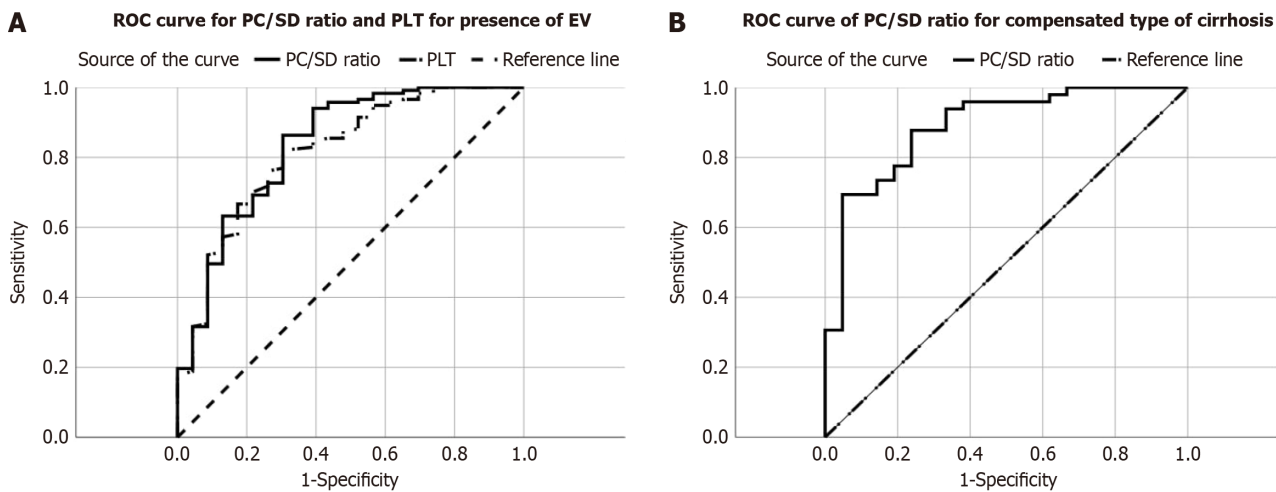 A
ROC curve for PC/SD ratio and PLT for presence of EV
Source of the curve PC/SD ratio PLT Reference line
1.0
0.8
0.6
0.4
0.2
0.0
Sensitivity
0.0 0.2 0.4 0.6 0.8 1.0
1-Specificity
B
ROC curve of PC/SD ratio for compensated type of cirrhosis
Source of the curve PC/SD ratio Reference line
1.0
0.8
0.6
0.4
0.2
0.0
Sensitivity
0.0 0.2 0.4 0.6 0.8 1.0
1-Specificity